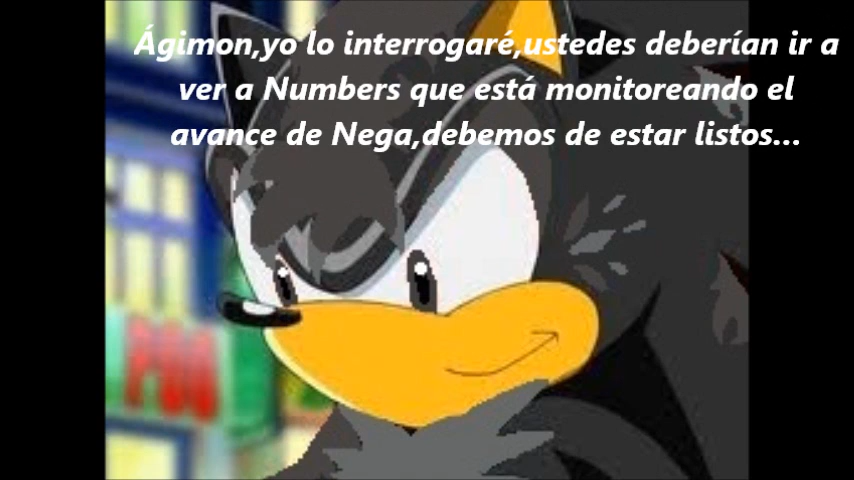 Ágimon,yo lo interrogaré,ustedes deberían ir a
ver a Numbers que está monitoreando el
avance de Nega,debemos de estar listos...